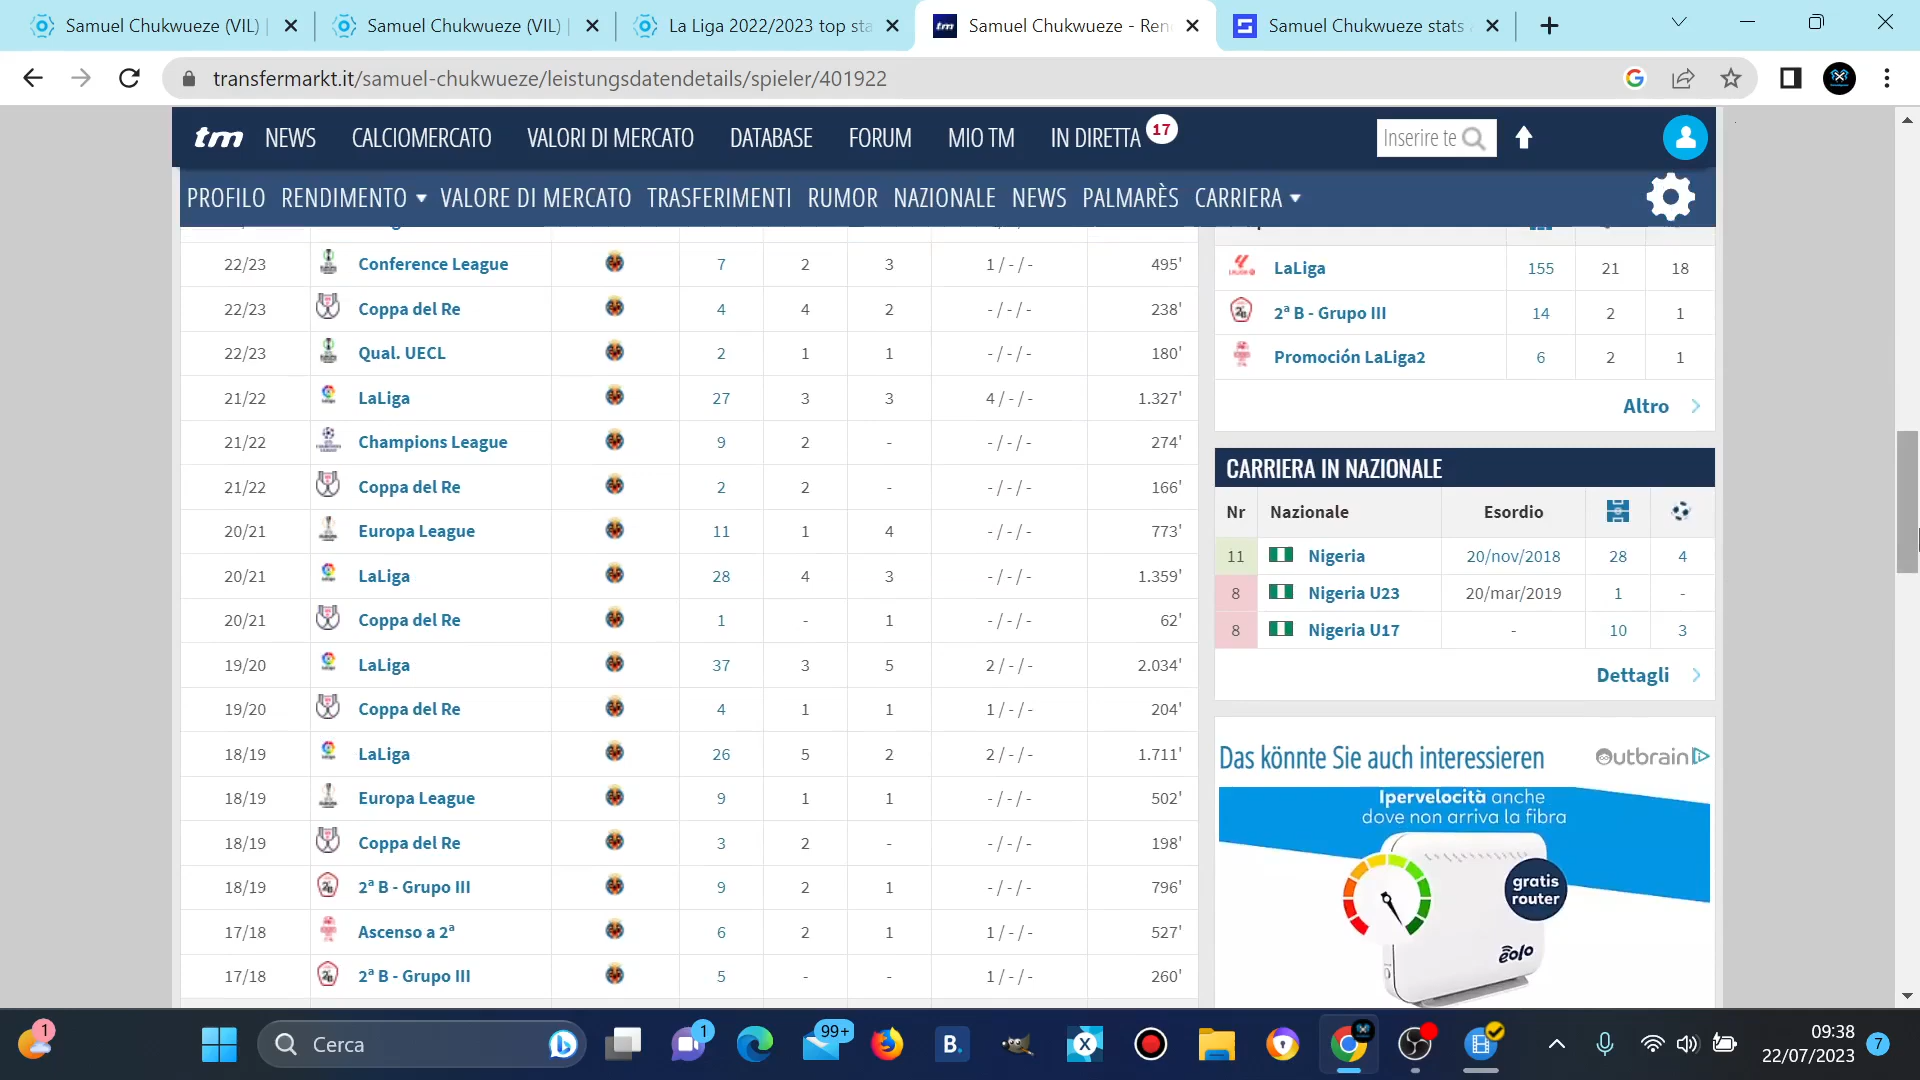 Samuel Chukwueze (VIL) | Samuel Chukwueze (VIL) | La Liga 2022/2023 top sta Samuel Chukwueze - Ren Samuel Chukwueze stats
transfermarkt.it/samuel-chukwueze/leistungsdatendetails/spieler/401922
tm NEWS CALCIOMERCATO VALORI DI MERCATO DATABASE FORUM MIO TM IN DIRETTA 17 Inserire te
PROFILO RENDIMENTO VALORE DI MERCATO TRASFERIMENTI RUMOR NAZIONALE NEWS PALMARÈS CARRIERA
22/23 Conference League 7 2 3 1 / - / - 495'
22/23 Coppa del Re 4 4 2 - / - / - 238'
22/23 Qual. UECL 2 1 1 - / - / - 180'
21/22 LaLiga 27 3 3 4 / - / - 1.327'
21/22 Champions League 9 2 - - / - / - 274'
21/22 Coppa del Re 2 2 - - / - / - 166'
20/21 Europa League 11 1 4 - / - / - 773'
20/21 LaLiga 28 4 3 - / - / - 1.359'
20/21 Coppa del Re 1 - 1 - / - / - 62'
19/20 LaLiga 37 3 5 2 / - / - 2.034'
19/20 Coppa del Re 4 1 1 1 / - / - 204'
18/19 LaLiga 26 5 2 2 / - / - 1.711'
18/19 Europa League 9 1 1 - / - / - 502'
18/19 Coppa del Re 3 2 - - / - / - 198'
18/19 2ª B - Grupo III 9 2 1 - / - / - 796'
17/18 Ascenso a 2ª 6 2 1 1 / - / - 527'
17/18 2ª B - Grupo III 5 - - 1 / - / - 260'
LaLiga 155 21 18
2ª B - Grupo III 14 2 1
Promoción LaLiga2 6 2 1
Altro
CARRIERA IN NAZIONALE
Nr Nazionale Esordio
11 Nigeria 20/nov/2018 28 4
8 Nigeria U23 20/mar/2019 1 -
8 Nigeria U17 - 10 3
Dettagli
Das könnte Sie auch interessieren Outbrain
Ipervelocità anche
dove non arriva la fibra
gratis
router
eolo
1 Cerca 1 99+ B. X 09:38
22/07/2023 7